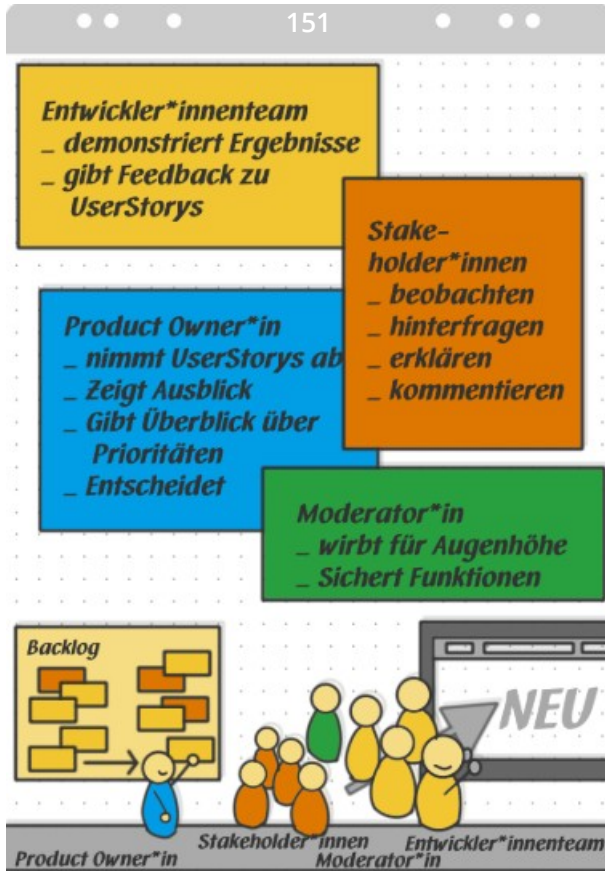 151
Entwickler*innenteam
_ demonstriert Ergebnisse
_ gibt Feedback zu
UserStorys
Stake-
holder*innen
_ beobachten
_ hinterfragen
_ erklären
_ kommentieren
Product Owner*in
_ nimmt UserStorys ab
_ Zeigt Ausblick
_ Gibt Überblick über
Prioritäten
_ Entscheidet
Moderator*in
_ wirbt für Augenhöhe
_ Sichert Funktionen
Backlog
NEU
Product Owner*in
Stakeholder*innen
Moderator*in
Entwickler*innenteam